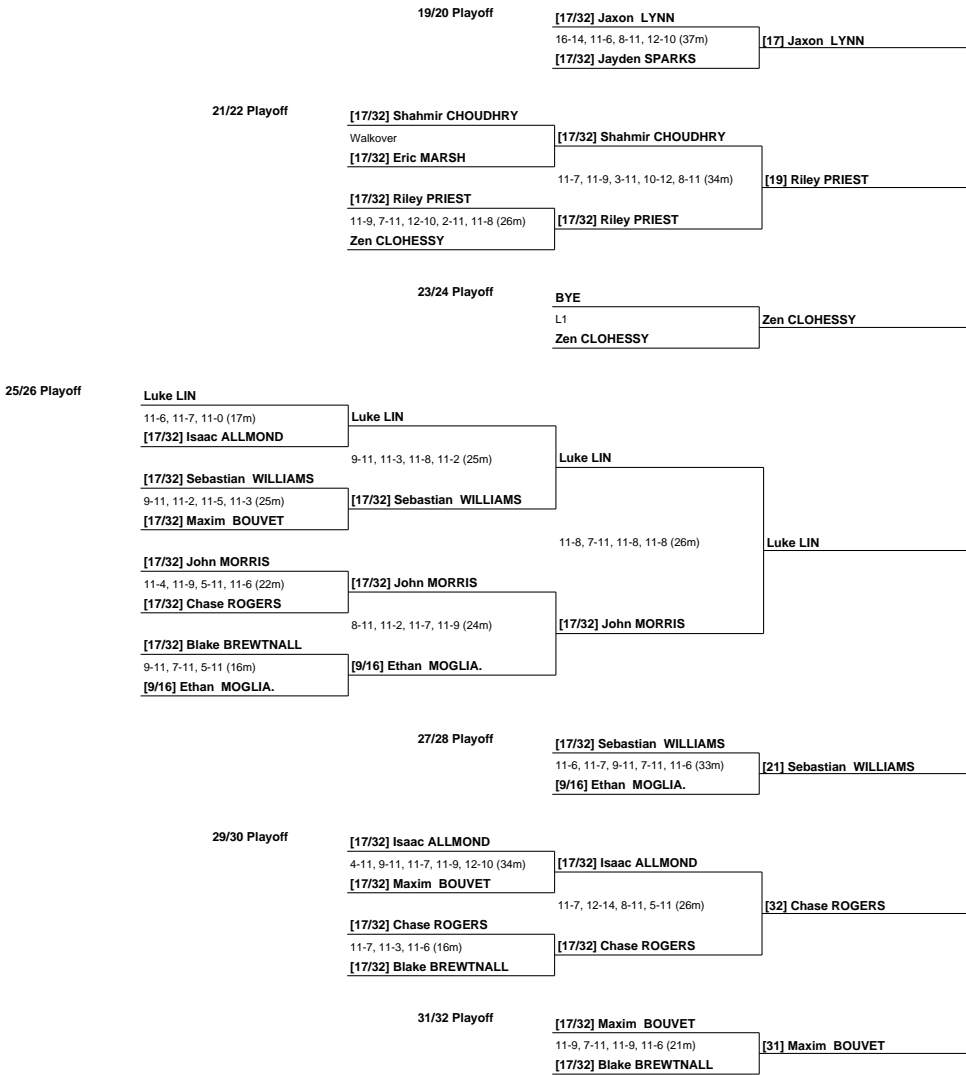 19/20 Playoff
[17/32] Jaxon LYNN
16-14, 11-6, 8-11, 12-10 (37m)
[17] Jaxon LYNN
[17/32] Jayden SPARKS
21/22 Playoff
[17/32] Shahmir CHOUDHRY
Walkover
[17/32] Shahmir CHOUDHRY
[17/32] Eric MARSH
11-7, 11-9, 3-11, 10-12, 8-11 (34m)
[19] Riley PRIEST
[17/32] Riley PRIEST
11-9, 7-11, 12-10, 2-11, 11-8 (26m)
[17/32] Riley PRIEST
Zen CLOHESSY
23/24 Playoff
BYE
L1
Zen CLOHESSY
Zen CLOHESSY
25/26 Playoff
Luke LIN
11-6, 11-7, 11-0 (17m)
Luke LIN
[17/32] Isaac ALLMOND
9-11, 11-3, 11-8, 11-2 (25m)
Luke LIN
[17/32] Sebastian WILLIAMS
9-11, 11-2, 11-5, 11-3 (25m)
[17/32] Sebastian WILLIAMS
[17/32] Maxim BOUVET
11-8, 7-11, 11-8, 11-8 (26m)
Luke LIN
[17/32] John MORRIS
11-4, 11-9, 5-11, 11-6 (22m)
[17/32] John MORRIS
[17/32] Chase ROGERS
8-11, 11-2, 11-7, 11-9 (24m)
[17/32] John MORRIS
[17/32] Blake BREWTNALL
9-11, 7-11, 5-11 (16m)
[9/16] Ethan MOGLIA.
[9/16] Ethan MOGLIA.
27/28 Playoff
[17/32] Sebastian WILLIAMS
11-6, 11-7, 9-11, 7-11, 11-6 (33m)
[21] Sebastian WILLIAMS
[9/16] Ethan MOGLIA.
29/30 Playoff
[17/32] Isaac ALLMOND
4-11, 9-11, 11-7, 11-9, 12-10 (34m)
[17/32] Isaac ALLMOND
[17/32] Maxim BOUVET
11-7, 12-14, 8-11, 5-11 (26m)
[32] Chase ROGERS
[17/32] Chase ROGERS
11-7, 11-3, 11-6 (16m)
[17/32] Chase ROGERS
[17/32] Blake BREWTNALL
31/32 Playoff
[17/32] Maxim BOUVET
11-9, 7-11, 11-9, 11-6 (21m)
[31] Maxim BOUVET
[17/32] Blake BREWTNALL